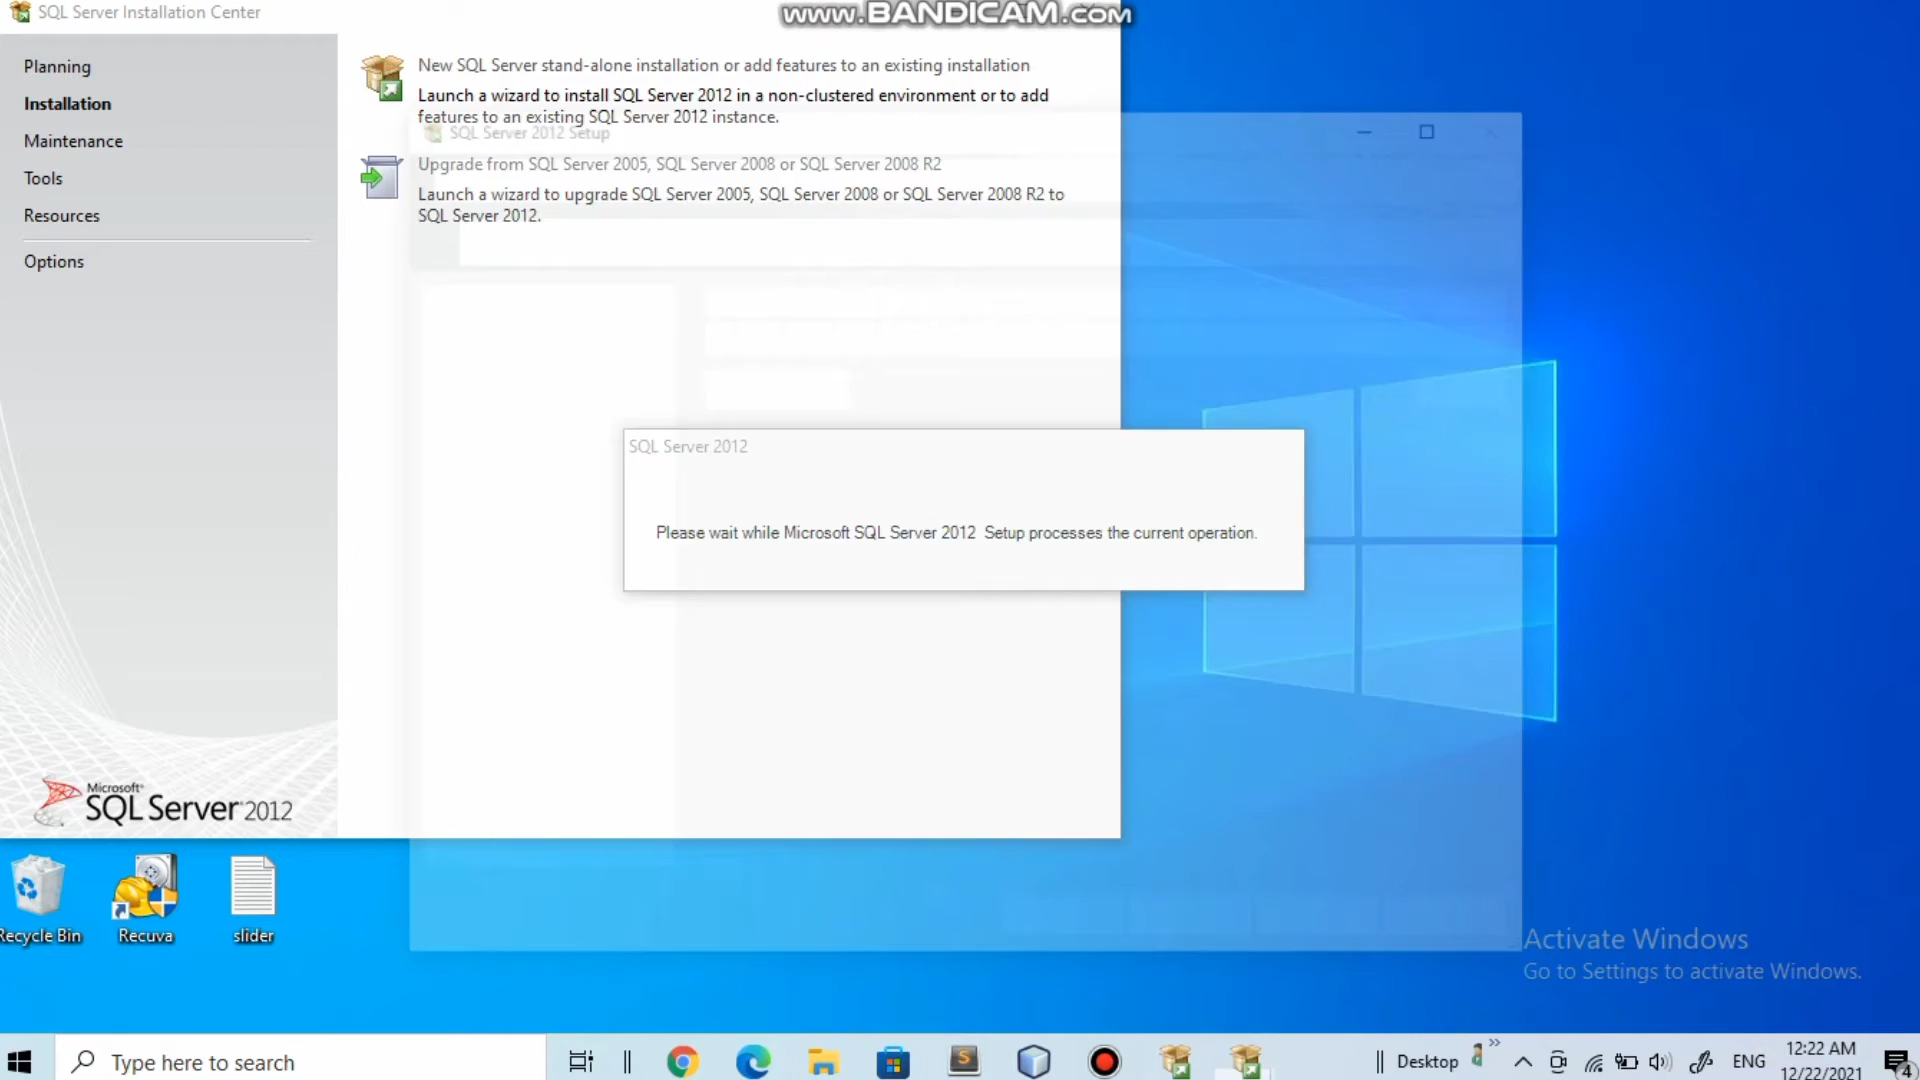 SQL Server Installation Center
www.BANDICAM.com
Planning
Installation
Maintenance
Tools
Resources
Options
New SQL Server stand-alone installation or add features to an existing installation
Launch a wizard to install SQL Server 2012 in a non-clustered environment or to add
features to an existing SQL Server 2012 instance.
SQL Server 2012 Setup
Upgrade from SQL Server 2005, SQL Server 2008 or SQL Server 2008 R2
Launch a wizard to upgrade SQL Server 2005, SQL Server 2008 or SQL Server 2008 R2 to
SQL Server 2012.
SQL Server 2012
Please wait while Microsoft SQL Server 2012 Setup processes the current operation.
Microsoft®
SQL Server 2012
Recycle Bin
Recuva
slider
Activate Windows
Go to Settings to activate Windows.
Type here to search
S
Desktop
ENG
12:22 AM
12/22/2021
4